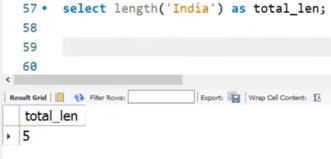 57 select length('India') as total_len;
58
59
60
Result Grid Filter Rows: Export: Wrap Cell Content:
total_len
5